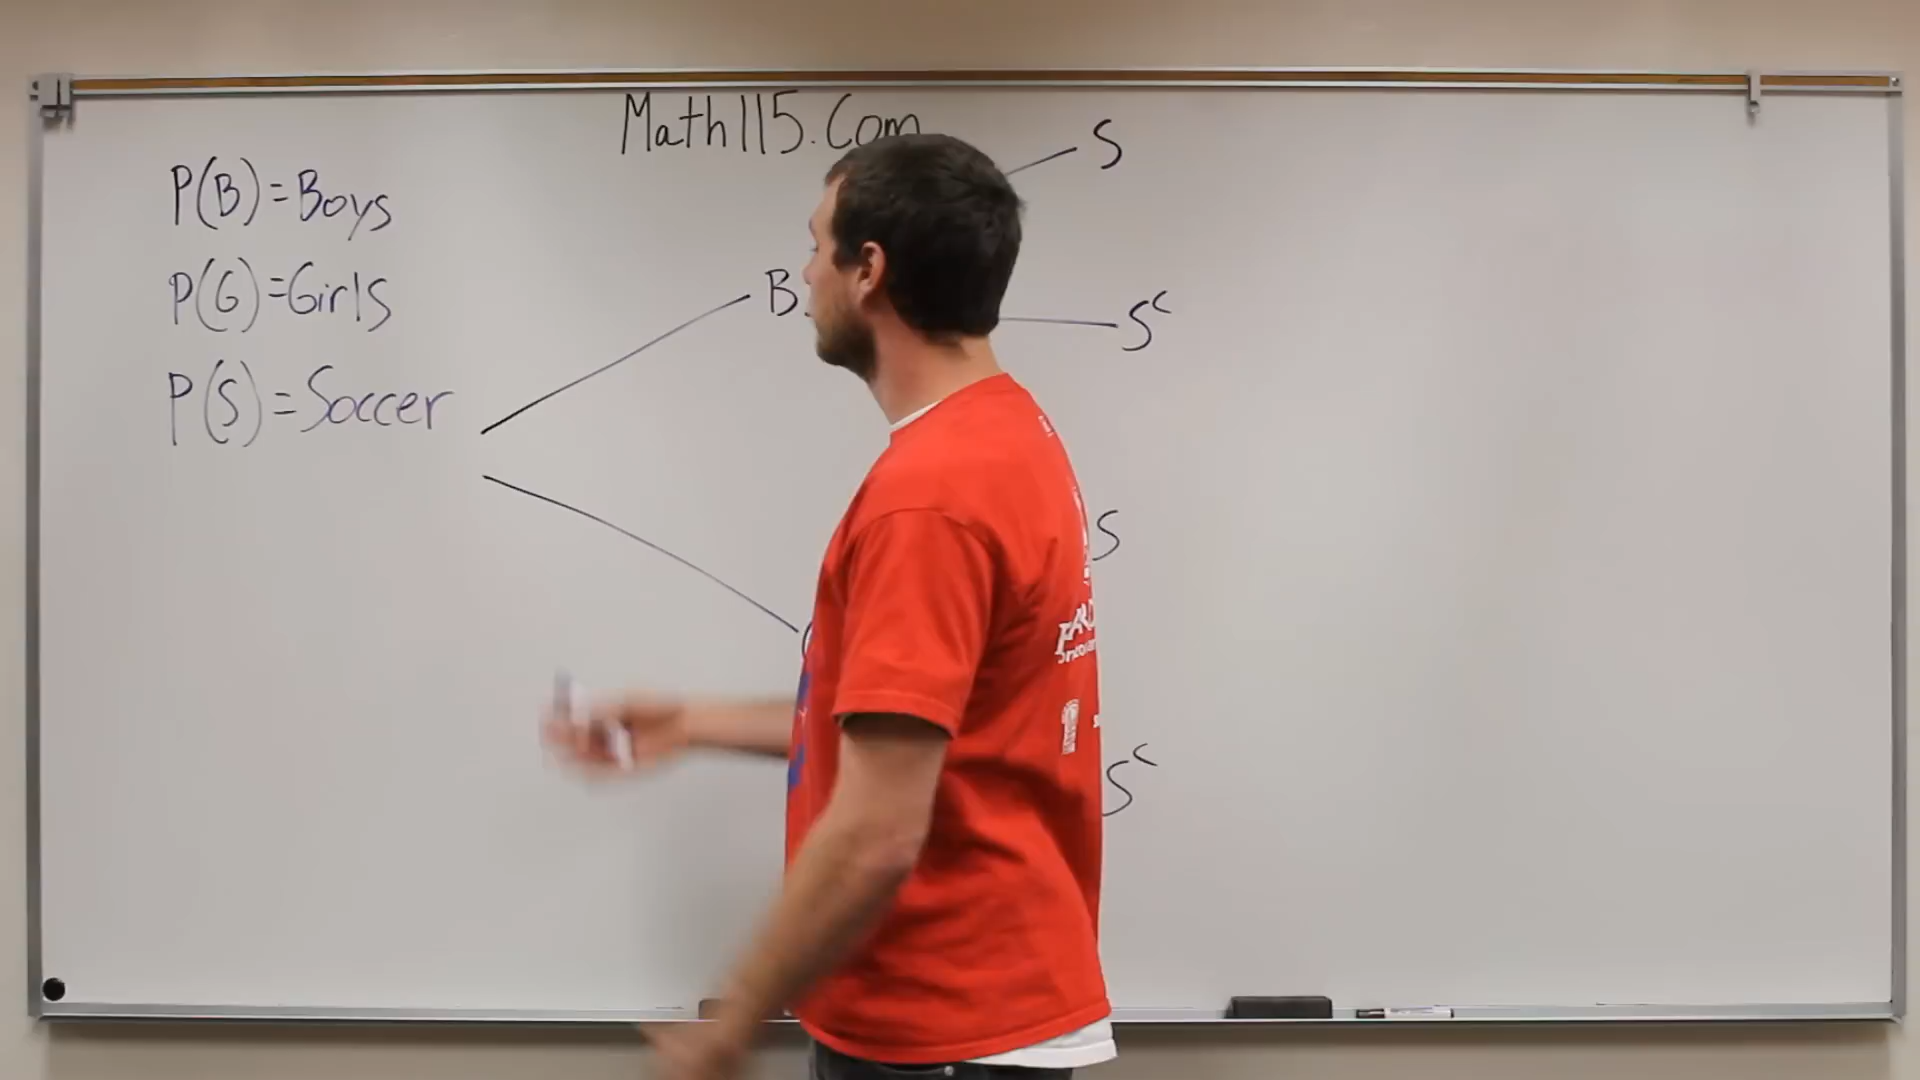 Math115.Com
P(B)=Boys
P(G)=Girls
P(S)=Soccer
B
S
S^c
S
S^c